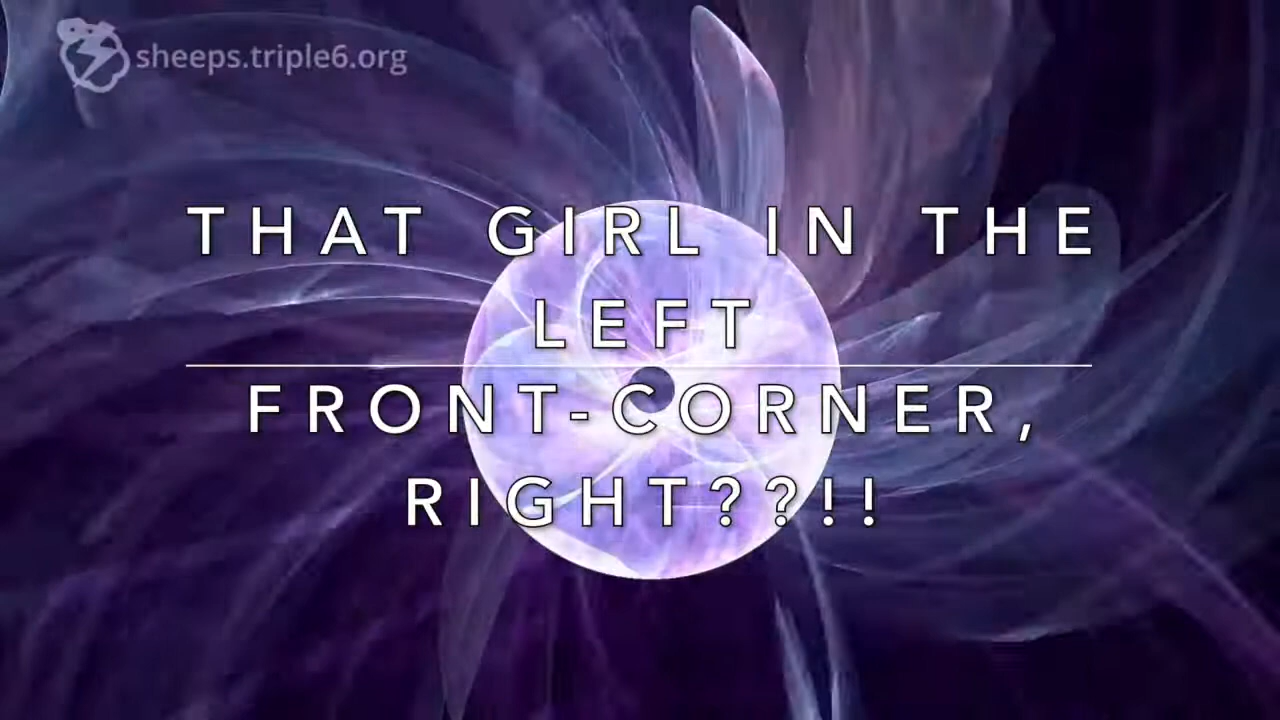 sheeps.triple6.org
THAT GIRL IN THE
LEFT
FRONT-CORNER,
RIGHT??!!